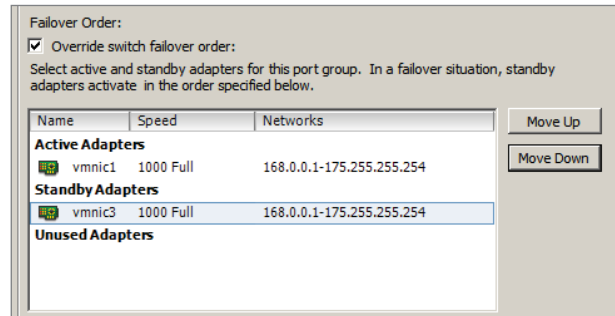 Failover Order:
Override switch failover order:
Select active and standby adapters for this port group. In a failover situation, standby
adapters activate in the order specified below.
Name Speed Networks
Move Up
Active Adapters
vmnic1 1000 Full 168.0.0.1-175.255.255.254
Move Down
Standby Adapters
vmnic3 1000 Full 168.0.0.1-175.255.255.254
Unused Adapters